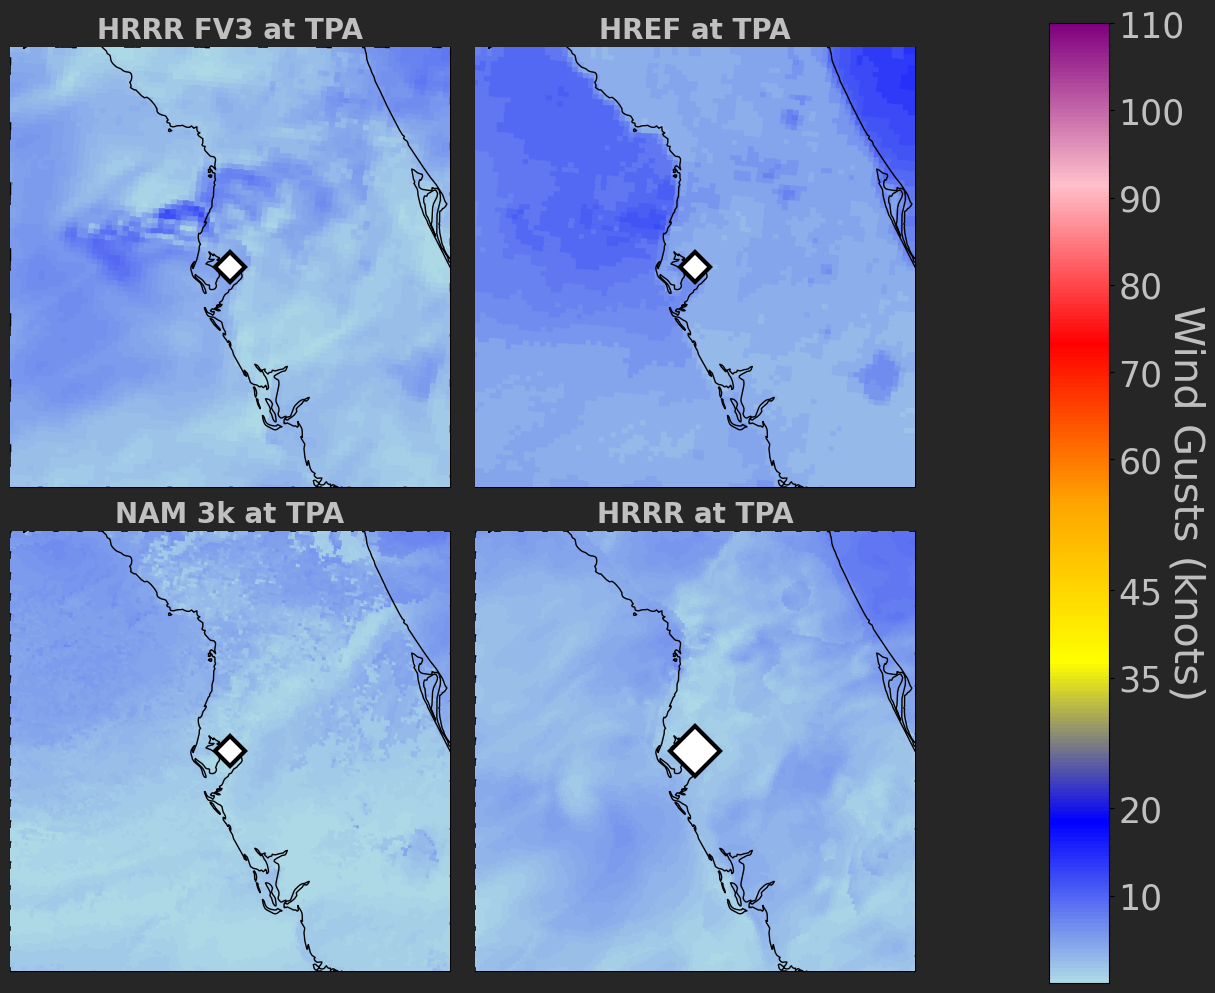 HRRR FV3 at TPA
HREF at TPA
NAM 3k at TPA
HRRR at TPA
110
100
90
80
70
60
45
35
20
10
Wind Gusts (knots)